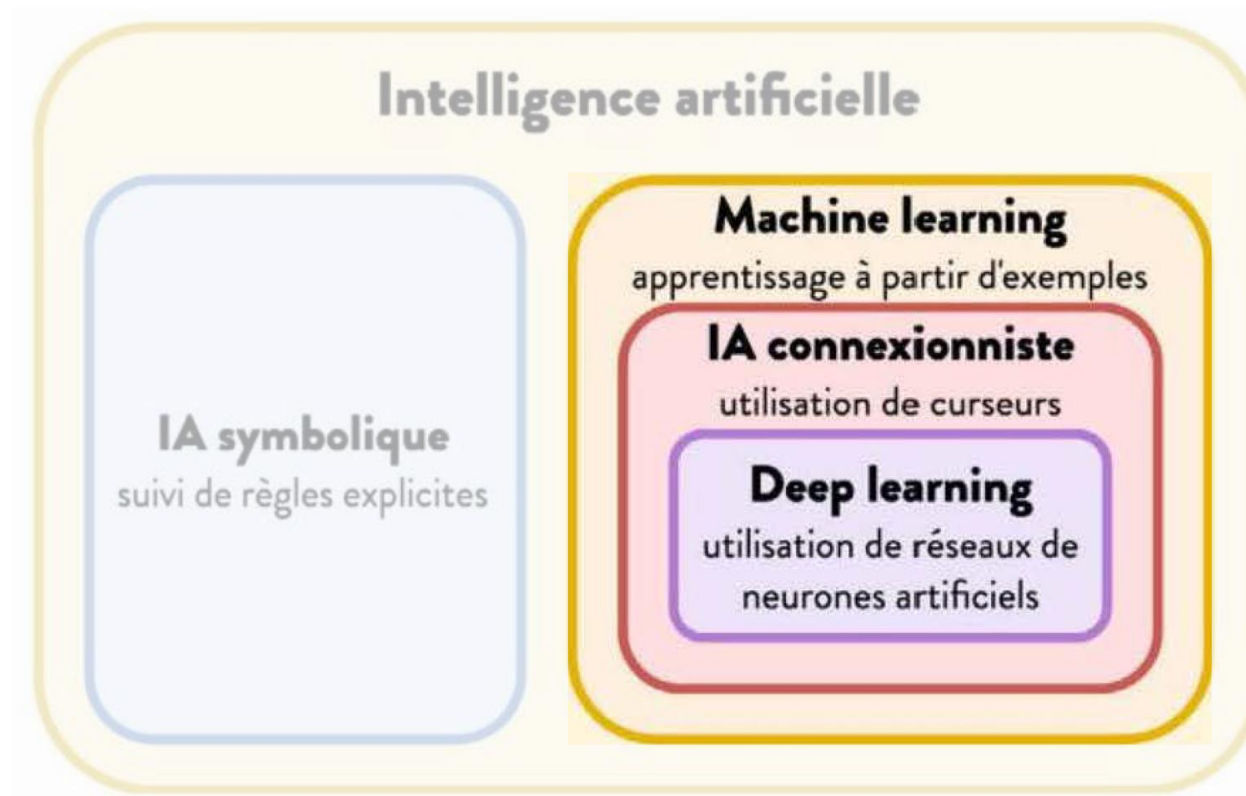 Intelligence artificielle
IA symbolique
suivi de règles explicites
Machine learning
apprentissage à partir d'exemples
IA connexionniste
utilisation de curseurs
Deep learning
utilisation de réseaux de
neurones artificiels